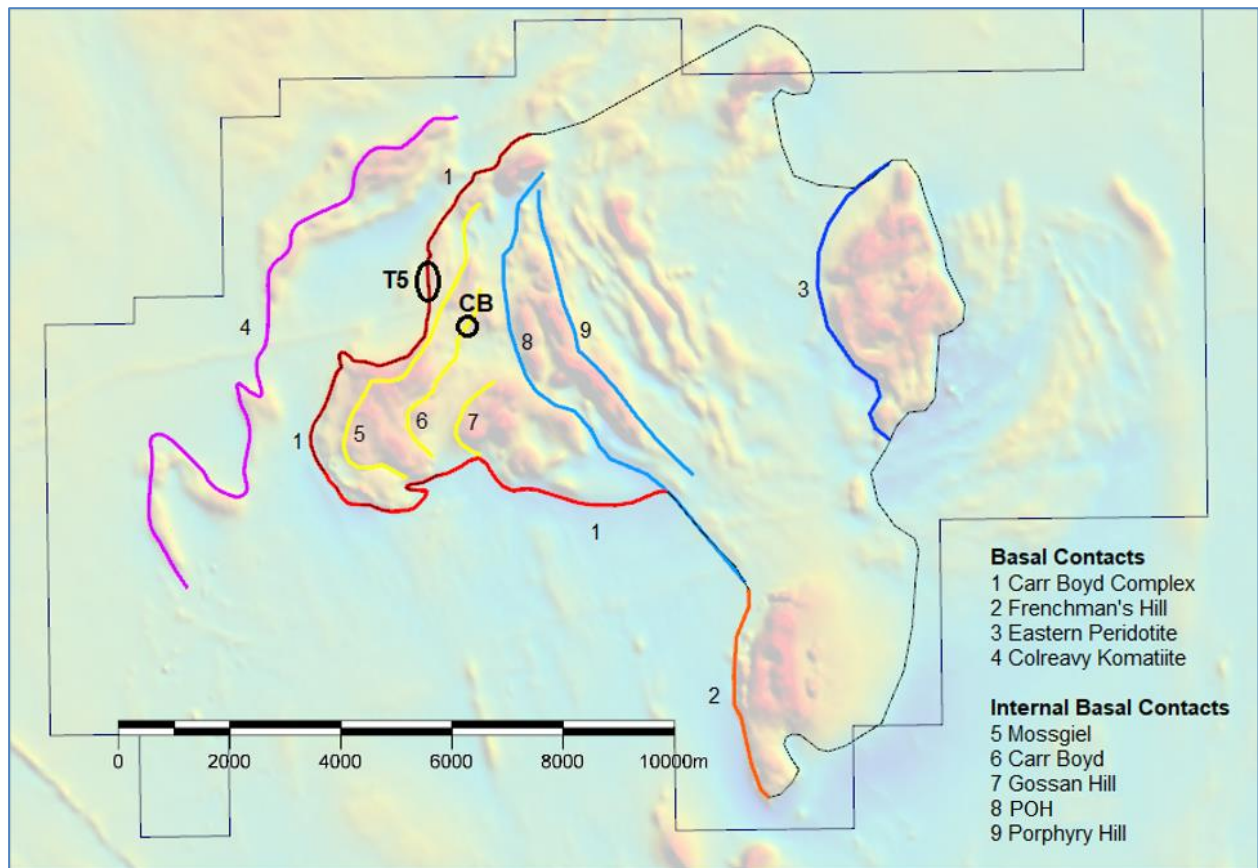 1
T5
CB
4
3
8
9
5
6
7
1
1
2
0 2000 4000 6000 8000 10000m
Basal Contacts
1 Carr Boyd Complex
2 Frenchman's Hill
3 Eastern Peridotite
4 Colreavy Komatiite
Internal Basal Contacts
5 Mossgiel
6 Carr Boyd
7 Gossan Hill
8 POH
9 Porphyry Hill